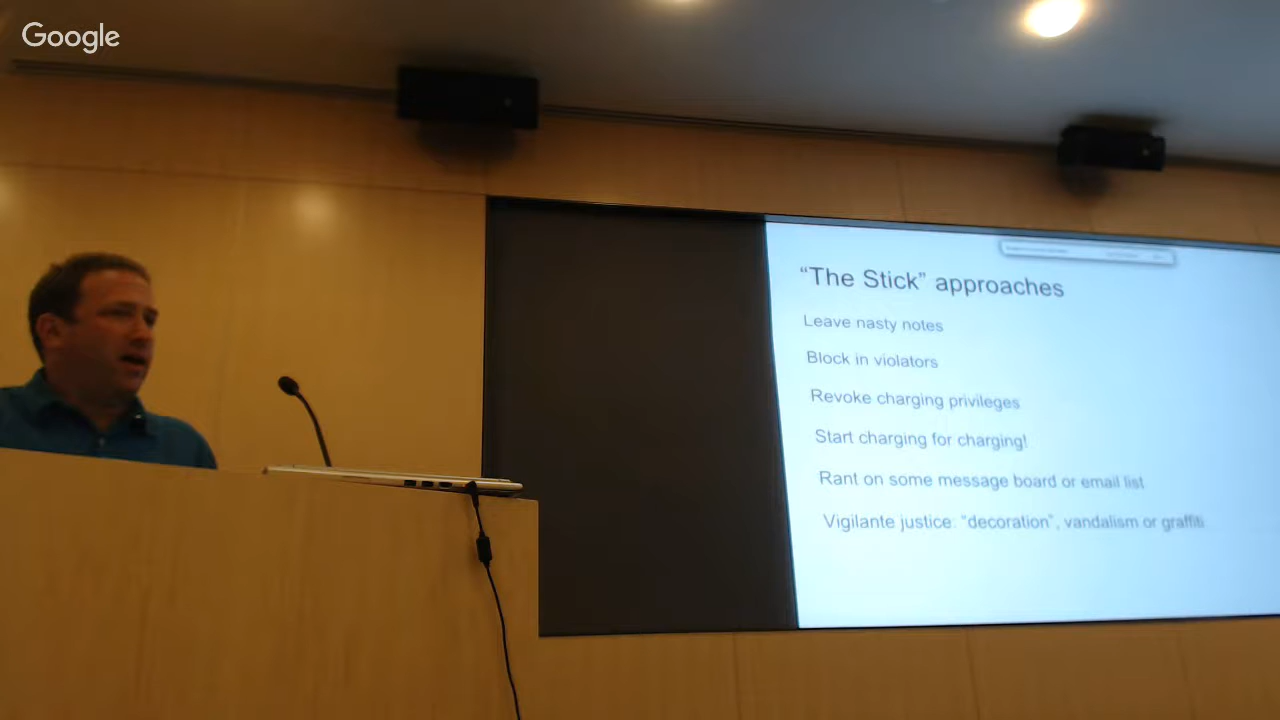 Google
“The Stick” approaches
Leave nasty notes
Block in violators
Revoke charging privileges
Start charging for charging!
Rant on some message board or email list
Vigilante justice: “decoration”, vandalism or graffiti